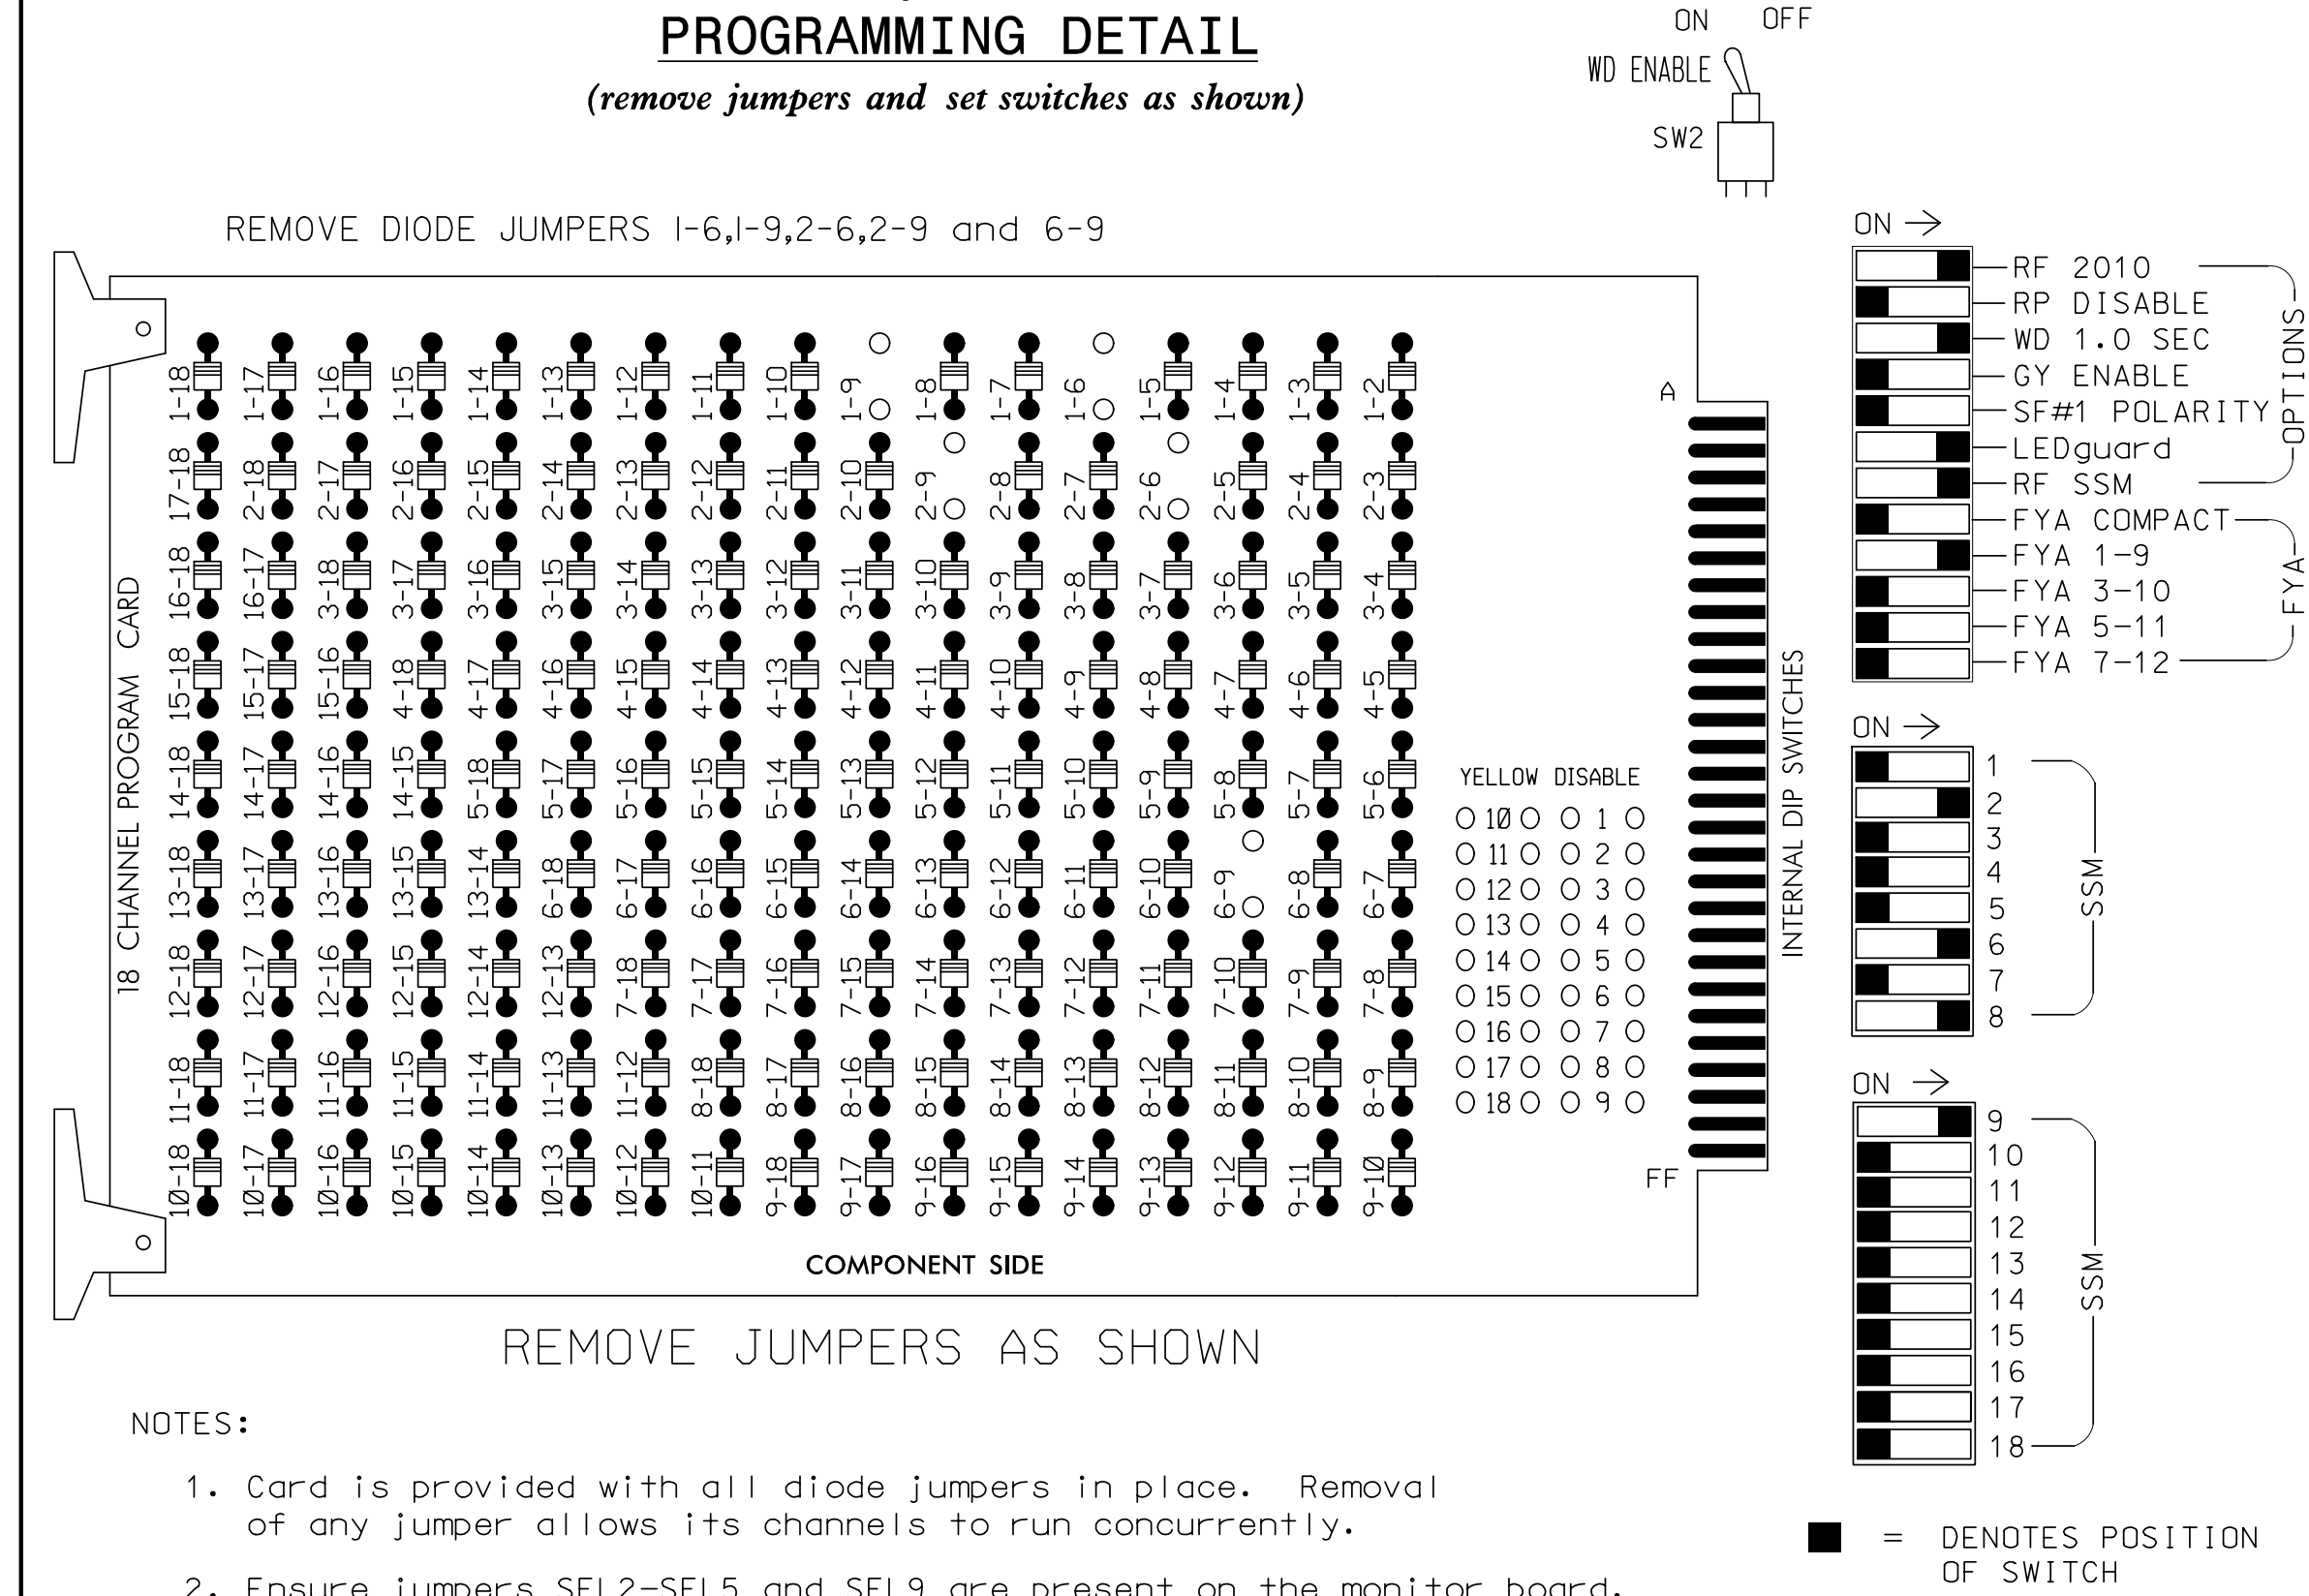 PROGRAMMING DETAIL
(remove jumpers and set switches as shown)
ON OFF
WD ENABLE
SW2
REMOVE DIODE JUMPERS 1-6,1-9,2-6,2-9 and 6-9
18 CHANNEL PROGRAM CARD
1-18 1-17 1-16 1-15 1-14 1-13 1-12 1-11 1-10 1-9 1-8 1-7 1-6 1-5 1-4 1-3 1-2
17-18 2-18 2-17 2-16 2-15 2-14 2-13 2-12 2-11 2-10 2-9 2-8 2-7 2-6 2-5 2-4 2-3
16-18 16-17 3-18 3-17 3-16 3-15 3-14 3-13 3-12 3-11 3-10 3-9 3-8 3-7 3-6 3-5 3-4
15-18 15-17 15-16 4-18 4-17 4-16 4-15 4-14 4-13 4-12 4-11 4-10 4-9 4-8 4-7 4-6 4-5
14-18 14-17 14-16 14-15 5-18 5-17 5-16 5-15 5-14 5-13 5-12 5-11 5-10 5-9 5-8 5-7 5-6
13-18 13-17 13-16 13-15 13-14 6-18 6-17 6-16 6-15 6-14 6-13 6-12 6-11 6-10 6-9 6-8 6-7
12-18 12-17 12-16 12-15 12-14 12-13 7-18 7-17 7-16 7-15 7-14 7-13 7-12 7-11 7-10 7-9 7-8
11-18 11-17 11-16 11-15 11-14 11-13 11-12 8-18 8-17 8-16 8-15 8-14 8-13 8-12 8-11 8-10 8-9
10-18 10-17 10-16 10-15 10-14 10-13 10-12 10-11 9-18 9-17 9-16 9-15 9-14 9-13 9-12 9-11 9-10
A
YELLOW DISABLE
10 1
11 2
12 3
13 4
14 5
15 6
16 7
17 8
18 9
FF
COMPONENT SIDE
INTERNAL DIP SWITCHES
ON →
RF 2010
RP DISABLE
WD 1.0 SEC
GY ENABLE
SF#1 POLARITY
LEDguard
RF SSM
OPTIONS
FYA COMPACT
FYA 1-9
FYA 3-10
FYA 5-11
FYA 7-12
FYA
ON →
1
2
3
4
5
6
7
8
SSM
ON →
9
10
11
12
13
14
15
16
17
18
SSM
REMOVE JUMPERS AS SHOWN
NOTES:
1. Card is provided with all diode jumpers in place. Removal
of any jumper allows its channels to run concurrently.
2. Ensure jumpers SEL2-SEL5 and SEL9 are present on the monitor board.
= DENOTES POSITION
OF SWITCH